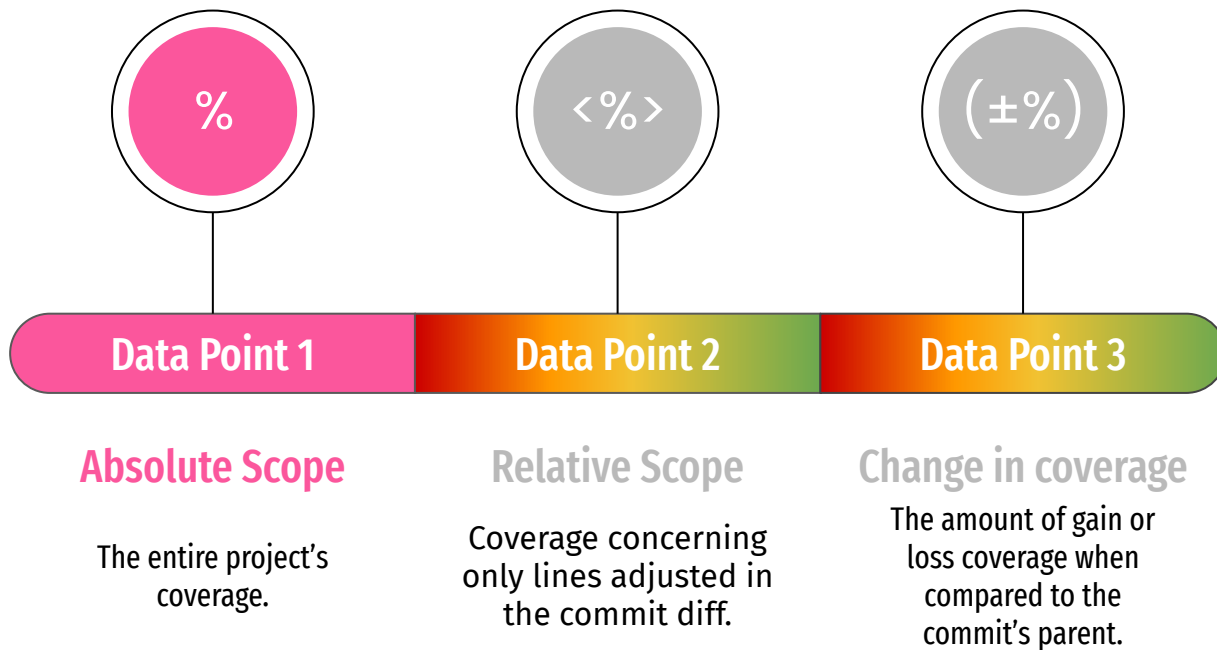 %
<%>
(±%)
Data Point 1
Data Point 2
Data Point 3
Absolute Scope
The entire project’s
coverage.
Relative Scope
Coverage concerning
only lines adjusted in
the commit diff.
Change in coverage
The amount of gain or
loss coverage when
compared to the
commit’s parent.